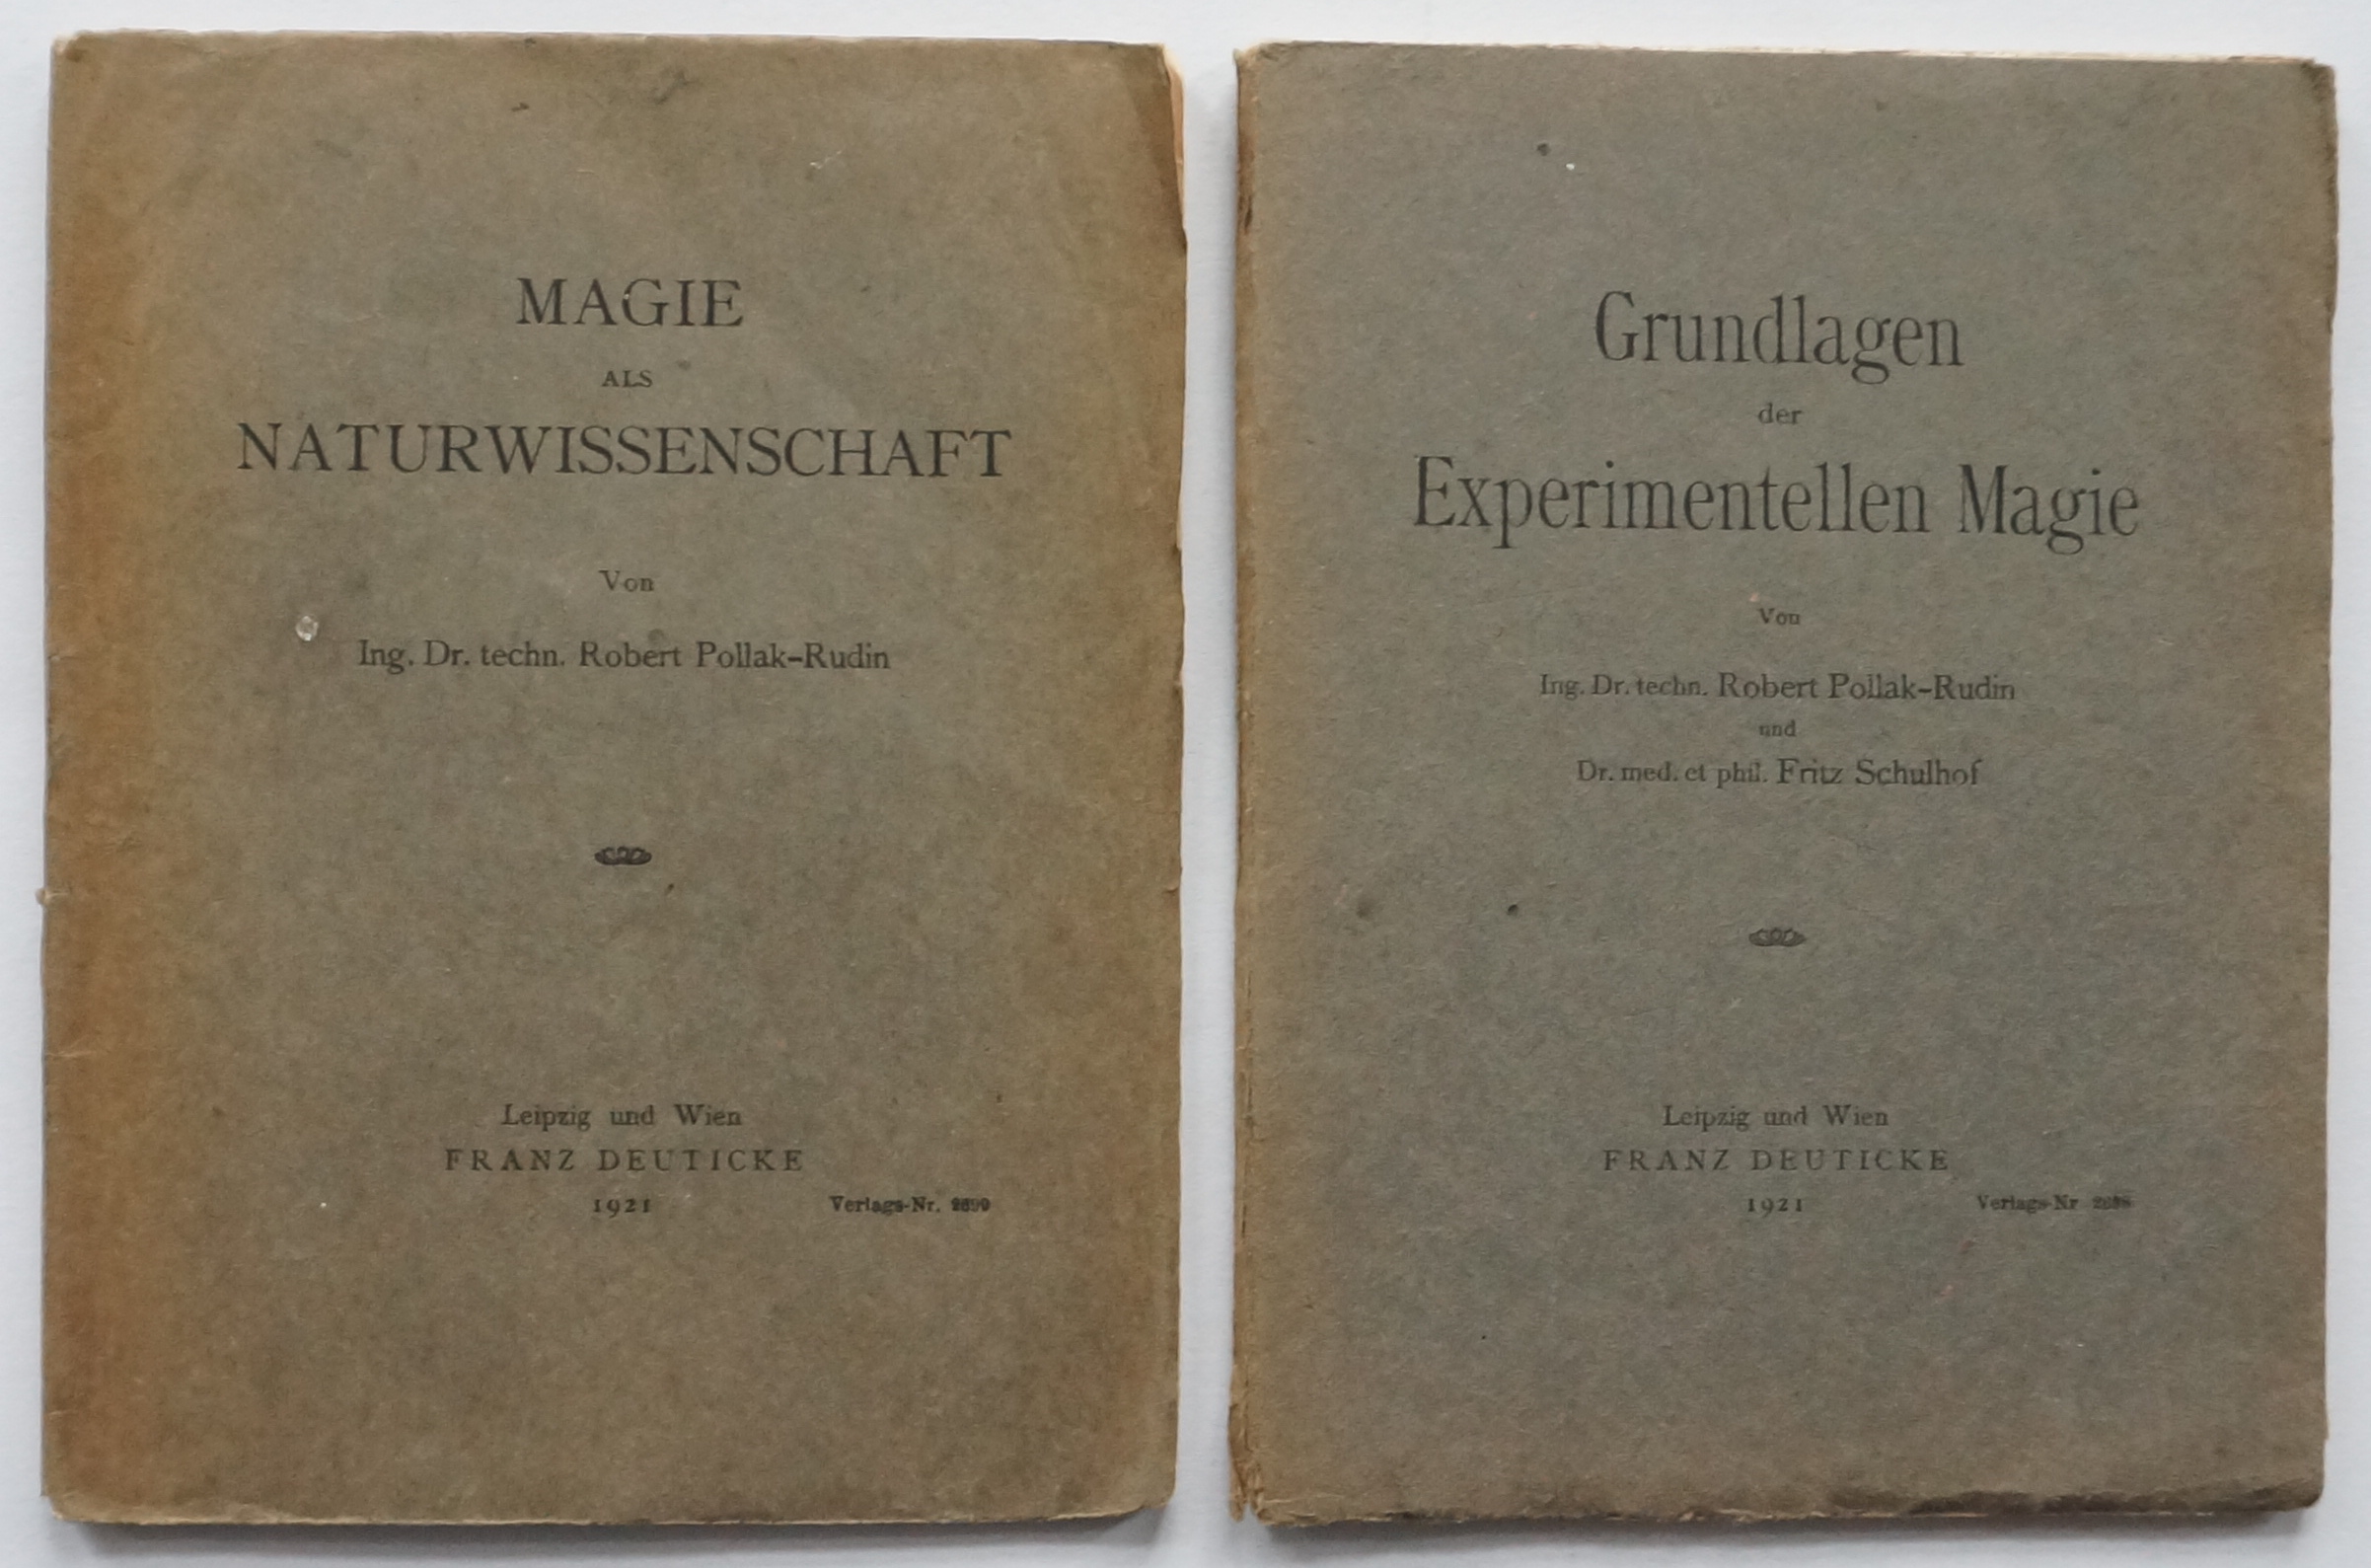 MAGIE
ALS
NATURWISSENSCHAFT
Von
Ing. Dr. techn. Robert Pollak-Rudin
Leipzig und Wien
FRANZ DEUTICKE
1921 Verlags-Nr.
Grundlagen
der
Experimentellen Magie
Von
Ing. Dr. techn. Robert Pollak-Rudin
und
Dr. med. et phil. Fritz Schulhof
Leipzig und Wien
FRANZ DEUTICKE
1921 Verlags-Nr